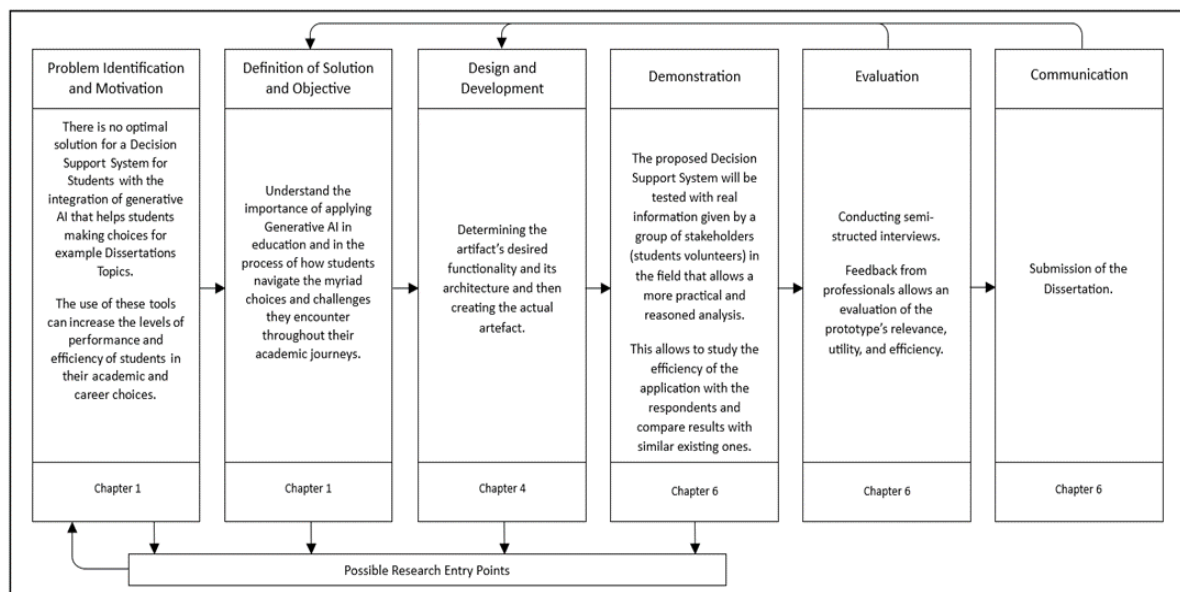 Problem Identification
and Motivation
There is no optimal
solution for a Decision
Support System for
Students with the
integration of generative
AI that helps students
making choices for
example Dissertations
Topics.
The use of these tools
can increase the levels of
performance and
efficiency of students in
their academic and
career choices.
Chapter 1
Definition of Solution
and Objective
Understand the
importance of applying
Generative AI in
education and in the
process of how students
navigate the myriad
choices and challenges
they encounter
throughout their
academic journeys.
Chapter 1
Design and
Development
Determining the
artifact's desired
functionality and its
architecture and then
creating the actual
artefact.
Chapter 4
Demonstration
The proposed Decision
Support System will be
tested with real
information given by a
group of stakeholders
(students volunteers) in
the field that allows a
more practical and
reasoned analysis.
This allows to study the
efficiency of the
application with the
respondents and
compare results with
similar existing ones.
Chapter 6
Evaluation
Conducting semi-
structed interviews.
Feedback from
professionals allows an
evaluation of the
prototype's relevance,
utility, and efficiency.
Chapter 6
Communication
Submission of the
Dissertation.
Chapter 6
Possible Research Entry Points